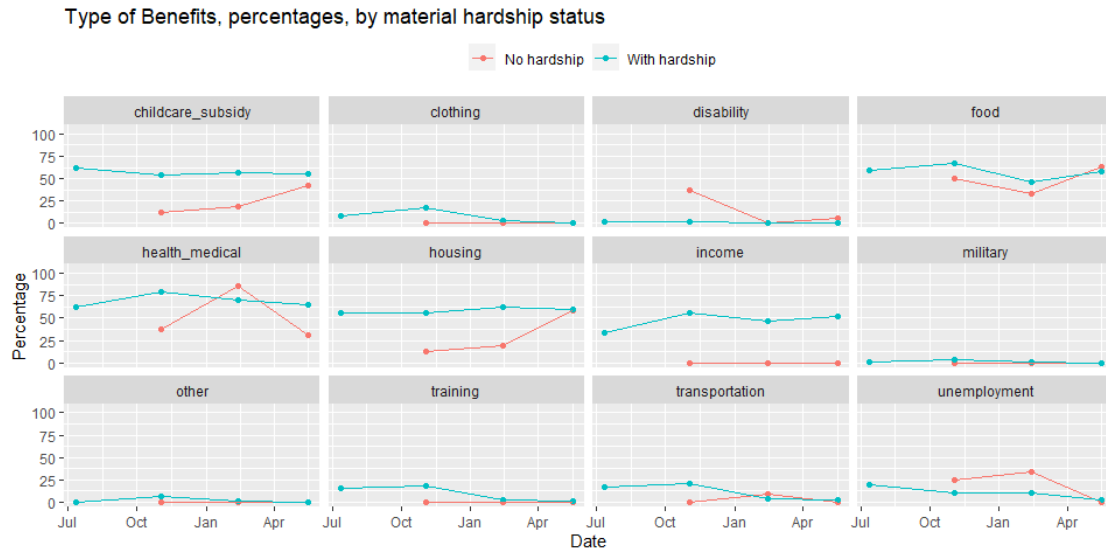 Type of Benefits, percentages, by material hardship status
No hardship With hardship
childcare_subsidy clothing disability food
100
75
50
25
0
health_medical housing income military
100
75
50
25
0
Percentage
other training transportation unemployment
100
75
50
25
0
Jul Oct Jan Apr Jul Oct Jan Apr Jul Oct Jan Apr Jul Oct Jan Apr
Date